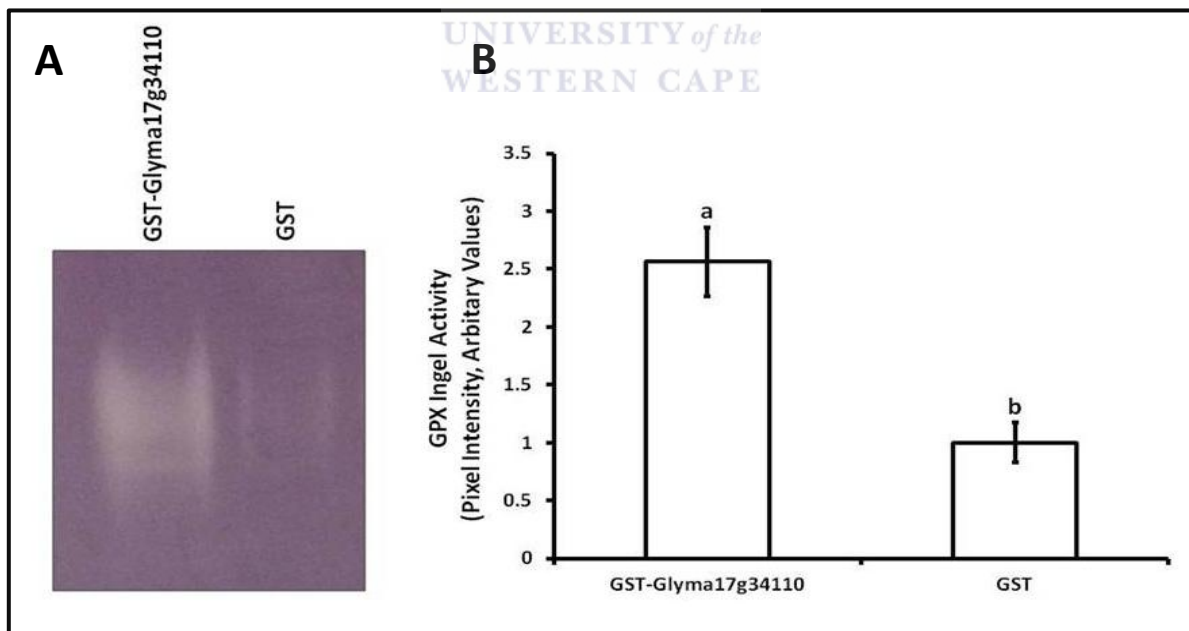 UNIVERSITY of the
WESTERN CAPE
A
GST-Glyma17g34110
GST
B
GPX Ingel Activity
(Pixel Intensity, Arbitary Values)
3.5
3
2.5
2
1.5
1
0.5
0
a
b
GST-Glyma17g34110
GST